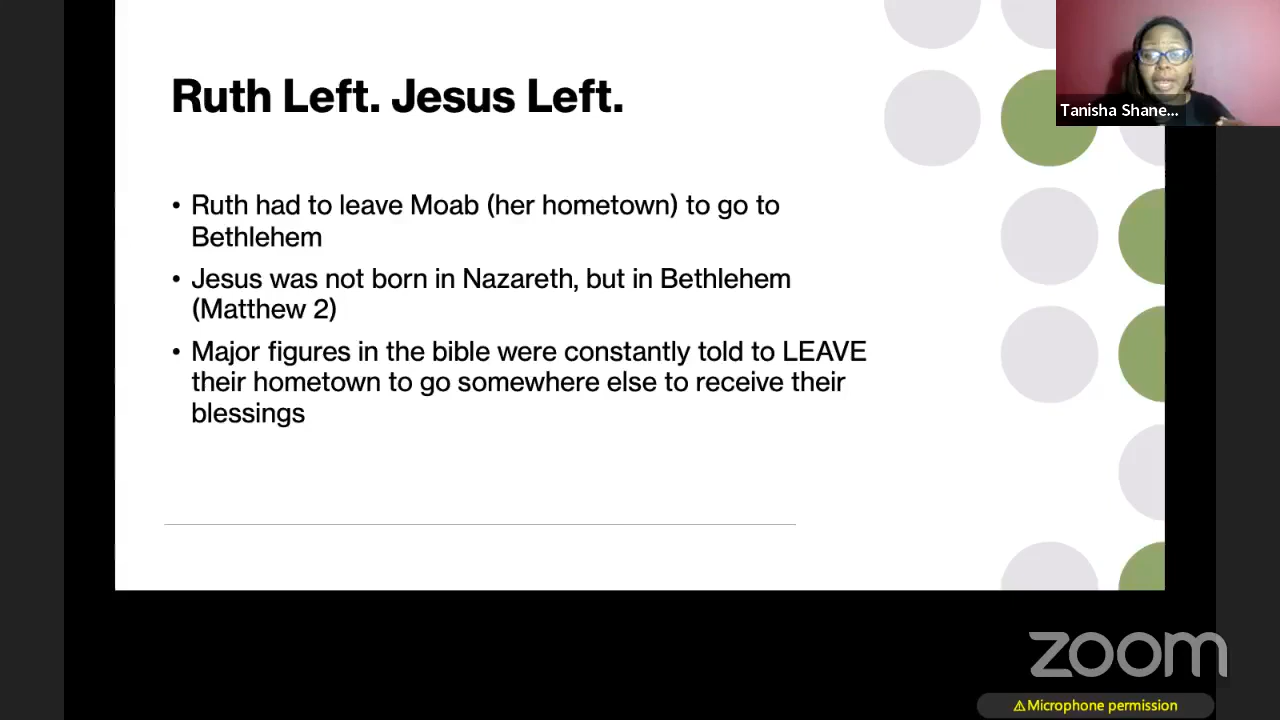 Ruth Left. Jesus Left.
• Ruth had to leave Moab (her hometown) to go to
Bethlehem
• Jesus was not born in Nazareth, but in Bethlehem
(Matthew 2)
• Major figures in the bible were constantly told to LEAVE
their hometown to go somewhere else to receive their
blessings
Tanisha Shane...
zoom
⚠Microphone permission